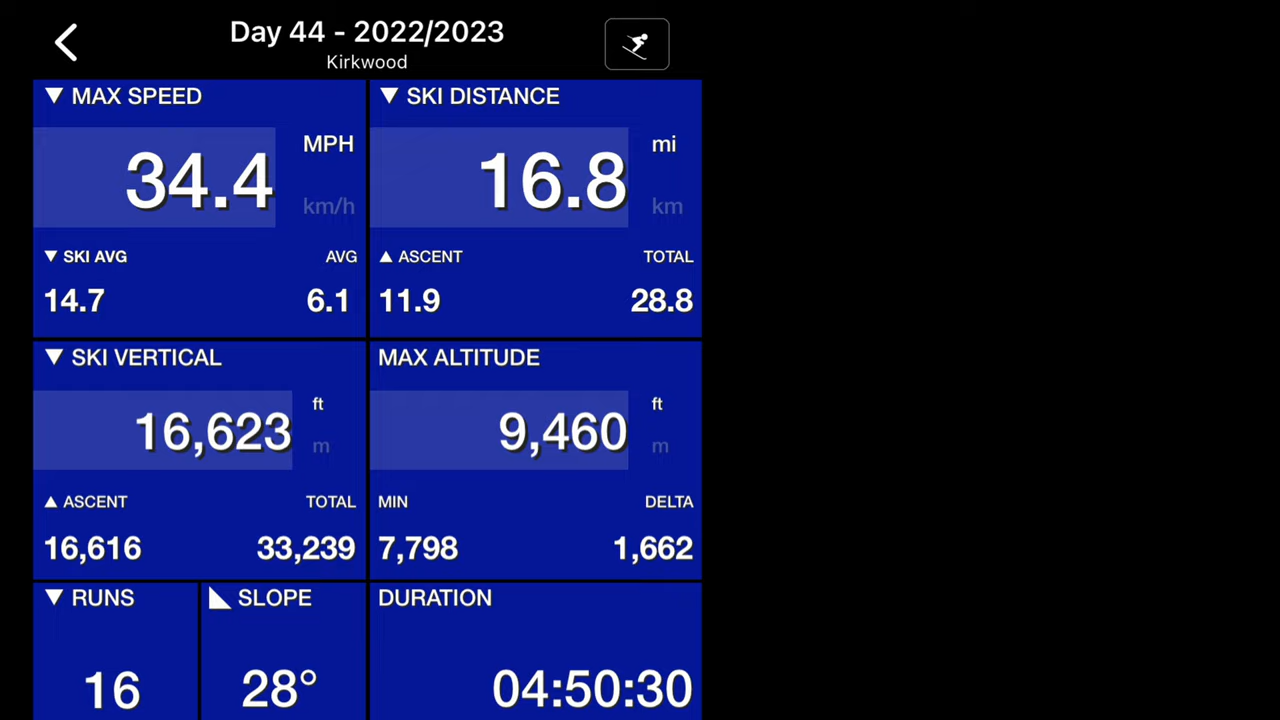 Day 44 - 2022/2023
Kirkwood
MAX SPEED
34.4 MPH
km/h
SKI AVG AVG
14.7 6.1
SKI DISTANCE
16.8 mi
km
ASCENT TOTAL
11.9 28.8
SKI VERTICAL
16,623 ft
m
ASCENT TOTAL
16,616 33,239
MAX ALTITUDE
9,460 ft
m
MIN DELTA
7,798 1,662
RUNS
16
SLOPE
28°
DURATION
04:50:30